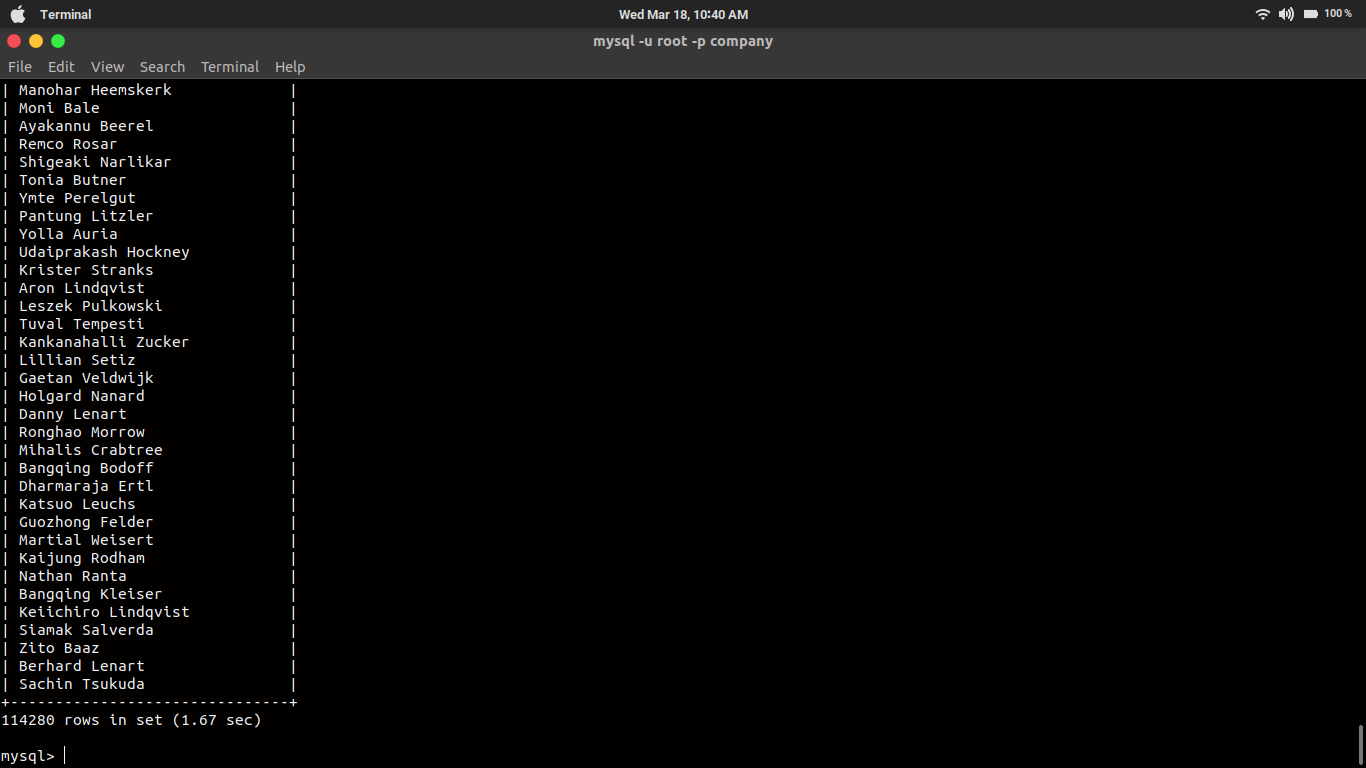 Terminal Wed Mar 18, 10:40 AM 100 %
mysql -u root -p company
File Edit View Search Terminal Help
| Manohar Heemskerk |
| Moni Bale |
| Ayakannu Beerel |
| Remco Rosar |
| Shigeaki Narlikar |
| Tonia Butner |
| Ymte Perelgut |
| Pantung Litzler |
| Yolla Auria |
| Udaiprakash Hockney |
| Krister Stranks |
| Aron Lindqvist |
| Leszek Pulkowski |
| Tuval Tempesti |
| Kankanahalli Zucker |
| Lillian Setiz |
| Gaetan Veldwijk |
| Holgard Nanard |
| Danny Lenart |
| Ronghao Morrow |
| Mihalis Crabtree |
| Bangqing Bodoff |
| Dharmaraja Ertl |
| Katsuo Leuchs |
| Guozhong Felder |
| Martial Weisert |
| Kaijung Rodham |
| Nathan Ranta |
| Bangqing Kleiser |
| Keiichiro Lindqvist |
| Siamak Salverda |
| Zito Baaz |
| Berhard Lenart |
| Sachin Tsukuda |
+-------------------------------+
114280 rows in set (1.67 sec)
mysql>